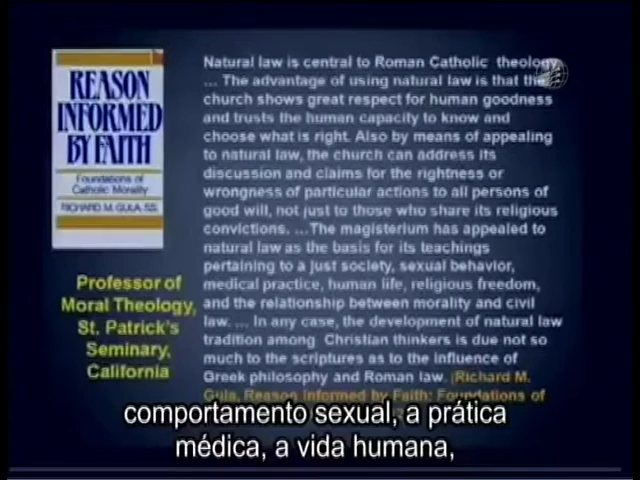 REASON
INFORMED
BY FAITH
Foundations of
Catholic Morality
RICHARD M. GULA, S.S.
Professor of
Moral Theology,
St. Patrick's
Seminary,
California
Natural law is central to Roman Catholic theology
... The advantage of using natural law is that the
church shows great respect for human goodness
and trusts the human capacity to know and
choose what is right. Also by means of appealing
to natural law, the church can address its
discussion and claims for the rightness or
wrongness of particular actions to all persons of
good will, not just to those who share its religious
convictions. ...The magisterium has appealed to
natural law as the basis for its teachings
pertaining to a just society, sexual behavior,
medical practice, human life, religious freedom,
and the relationship between morality and civil
law. ... In any case, the development of natural law
tradition among Christian thinkers is due not so
much to the scriptures as to the influence of
Greek philosophy and Roman law. (Richard M.
Gula, Reason Informed by Faith: Foundations of
comportamento sexual, a prática
médica, a vida humana,